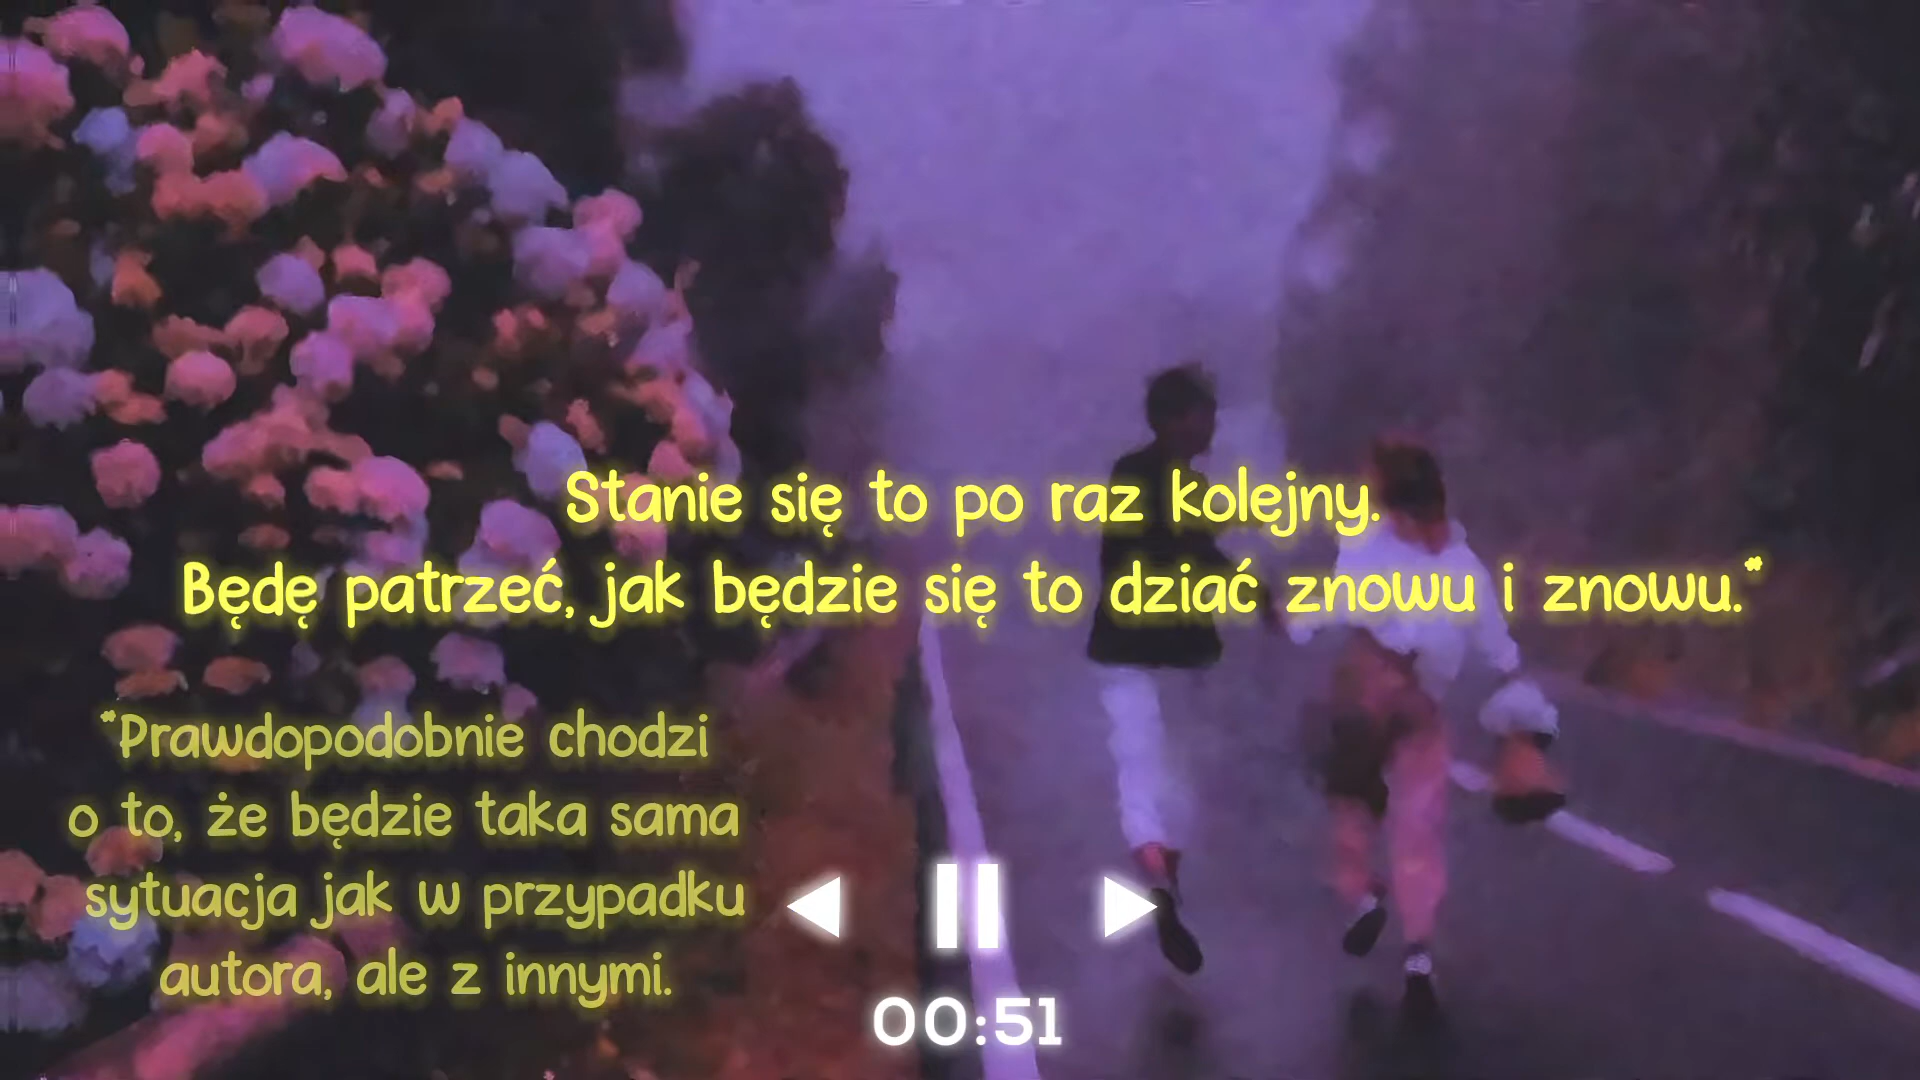 Stanie się to po raz kolejny.
Będę patrzeć, jak będzie się to dziać znowu i znowu.*
*Prawdopodobnie chodzi
o to, że będzie taka sama
sytuacja jak w przypadku
autora, ale z innymi.
00:51